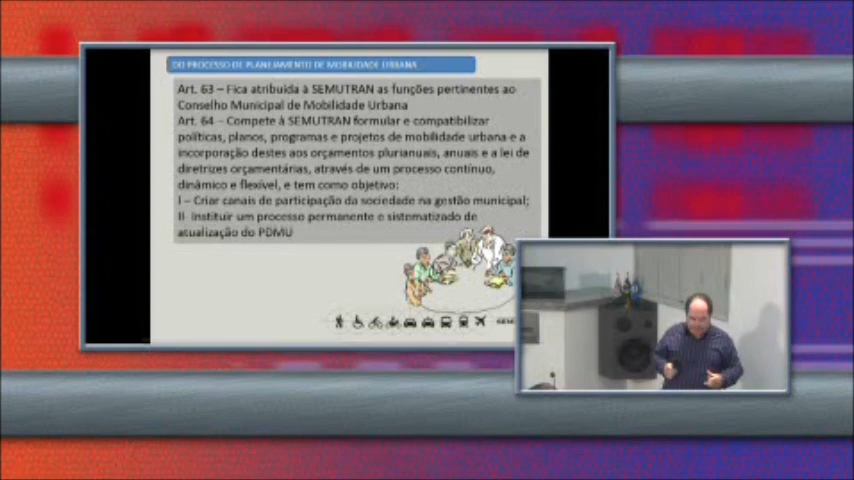 DO PROCESSO DE PLANEJAMENTO DE MOBILIDADE URBANA
Art. 63 – Fica atribuída à SEMUTRAN as funções pertinentes ao
Conselho Municipal de Mobilidade Urbana
Art. 64 – Compete à SEMUTRAN formular e compatibilizar
políticas, planos, programas e projetos de mobilidade urbana e a
incorporação destes aos orçamentos plurianuais, anuais e a lei de
diretrizes orçamentárias, através de um processo contínuo,
dinâmico e flexível, e tem como objetivo:
I – Criar canais de participação da sociedade na gestão municipal;
II- Instituir um processo permanente e sistematizado de
atualização do PDMU